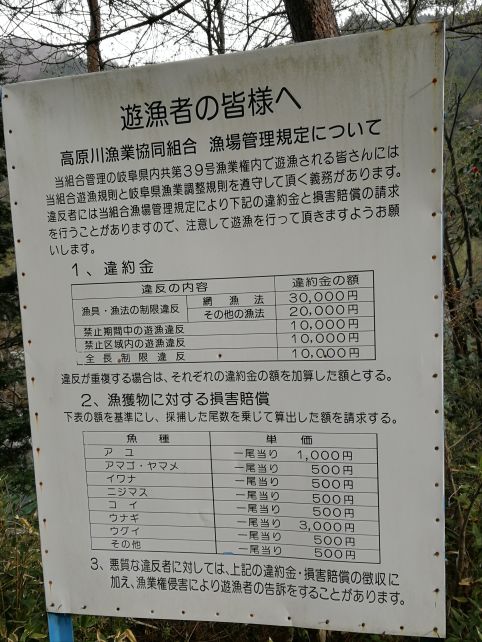 遊漁者の皆様へ
高原川漁業協同組合 漁場管理規定について
当組合管理の岐阜県内共第39号漁業権内で遊漁される皆さんには
当組合遊漁規則と岐阜県漁業調整規則を遵守して頂く義務があります。
違反者には当組合漁場管理規定により下記の違約金と損害賠償の請求
を行うことがありますので、注意して遊漁を行って頂きますようお願
いします。
1、違約金
違反の内容 違約金の額
漁具・漁法の制限違反 網漁法 30,000円
その他の漁法 20,000円
禁止期間中の遊漁違反 10,000円
禁止区域内の遊漁違反 10,000円
全長制限違反 10,000円
違反が重複する場合は、それぞれの違約金の額を加算した額とする。
2、漁獲物に対する損害賠償
下表の額を基準にし、採捕した尾数を乗じて算出した額を請求する。
魚種 単価
アユ 一尾当り 1,000円
アマゴ・ヤマメ 一尾当り 500円
イワナ 一尾当り 500円
ニジマス 一尾当り 500円
コイ 一尾当り 500円
ウナギ 一尾当り 3,000円
ウグイ 一尾当り 500円
その他 一尾当り 500円
3、悪質な違反者に対しては、上記の違約金・損害賠償の徴収に
加え、漁業権侵害により遊漁者の告訴をすることがあります。